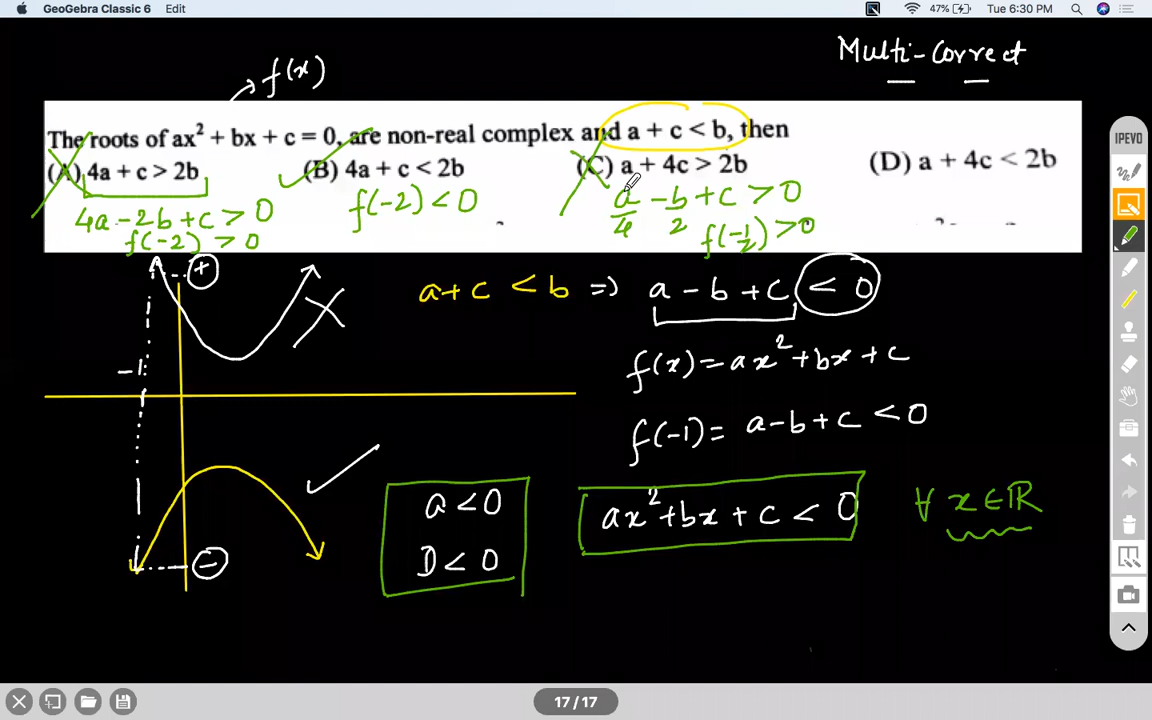 GeoGebra Classic 6 Edit 47% Tue 6:30 PM
Multi-Correct
f(x)
The roots of ax² + bx + c = 0, are non-real complex and a + c < b, then
(A) 4a + c > 2b (B) 4a + c < 2b (C) a + 4c > 2b (D) a + 4c < 2b
4a - 2b + c > 0
f(-2) > 0
f(-2) < 0
a/4 - b/2 + c > 0
f(-1/2) > 0
+
a + c < b ⇒ a - b + c < 0
-1
f(x) = ax² + bx + c
f(-1) = a - b + c < 0
a < 0
D < 0
ax² + bx + c < 0 ∀ x ∈ ℝ
−
IPEVO
17 / 17